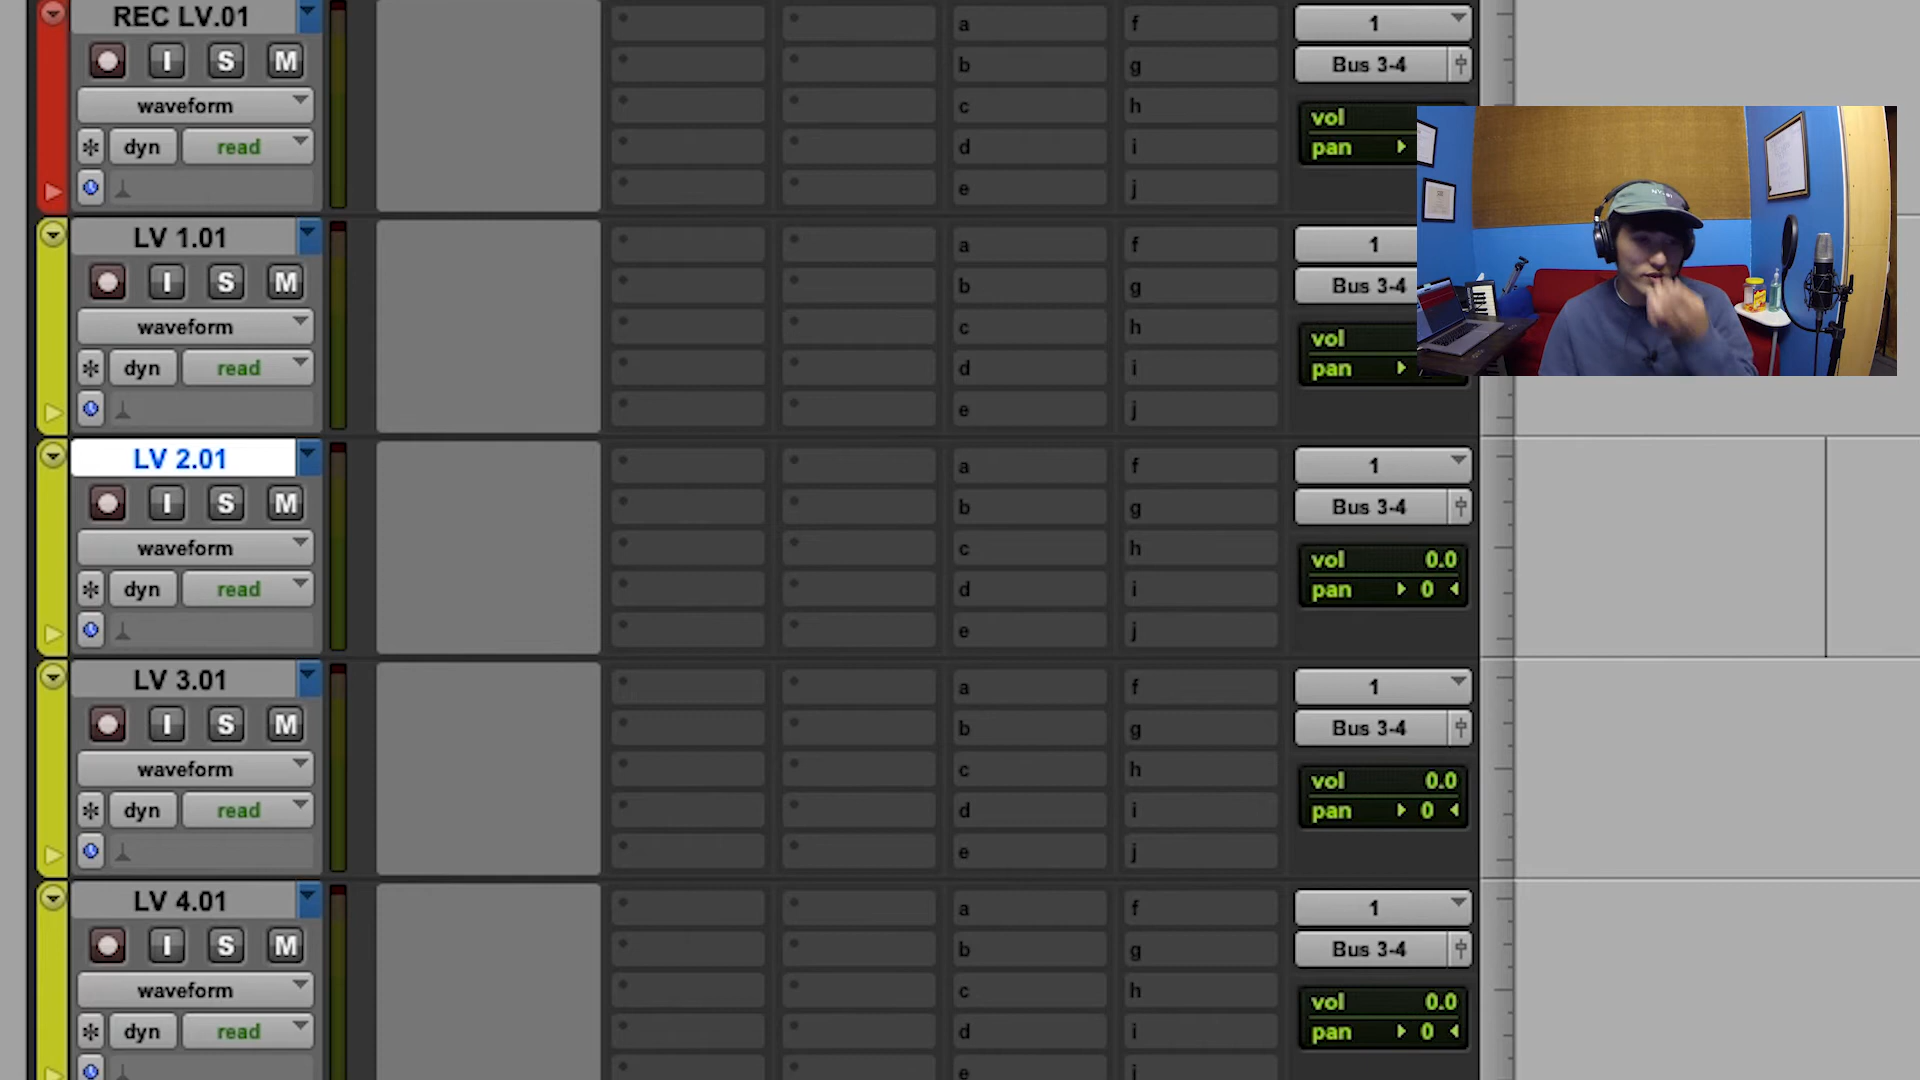 REC LV.01 a f 1
I S M b g Bus 3-4
waveform c h vol
dyn read d i pan
e j
LV 1.01 a f 1
I S M b g Bus 3-4
waveform c h vol
dyn read d i pan
e j
LV 2.01 a f 1
I S M b g Bus 3-4
waveform c h vol 0.0
dyn read d i pan 0
e j
LV 3.01 a f 1
I S M b g Bus 3-4
waveform c h vol 0.0
dyn read d i pan 0
e j
LV 4.01 a f 1
I S M b g Bus 3-4
waveform c h vol 0.0
dyn read d i pan 0
e j